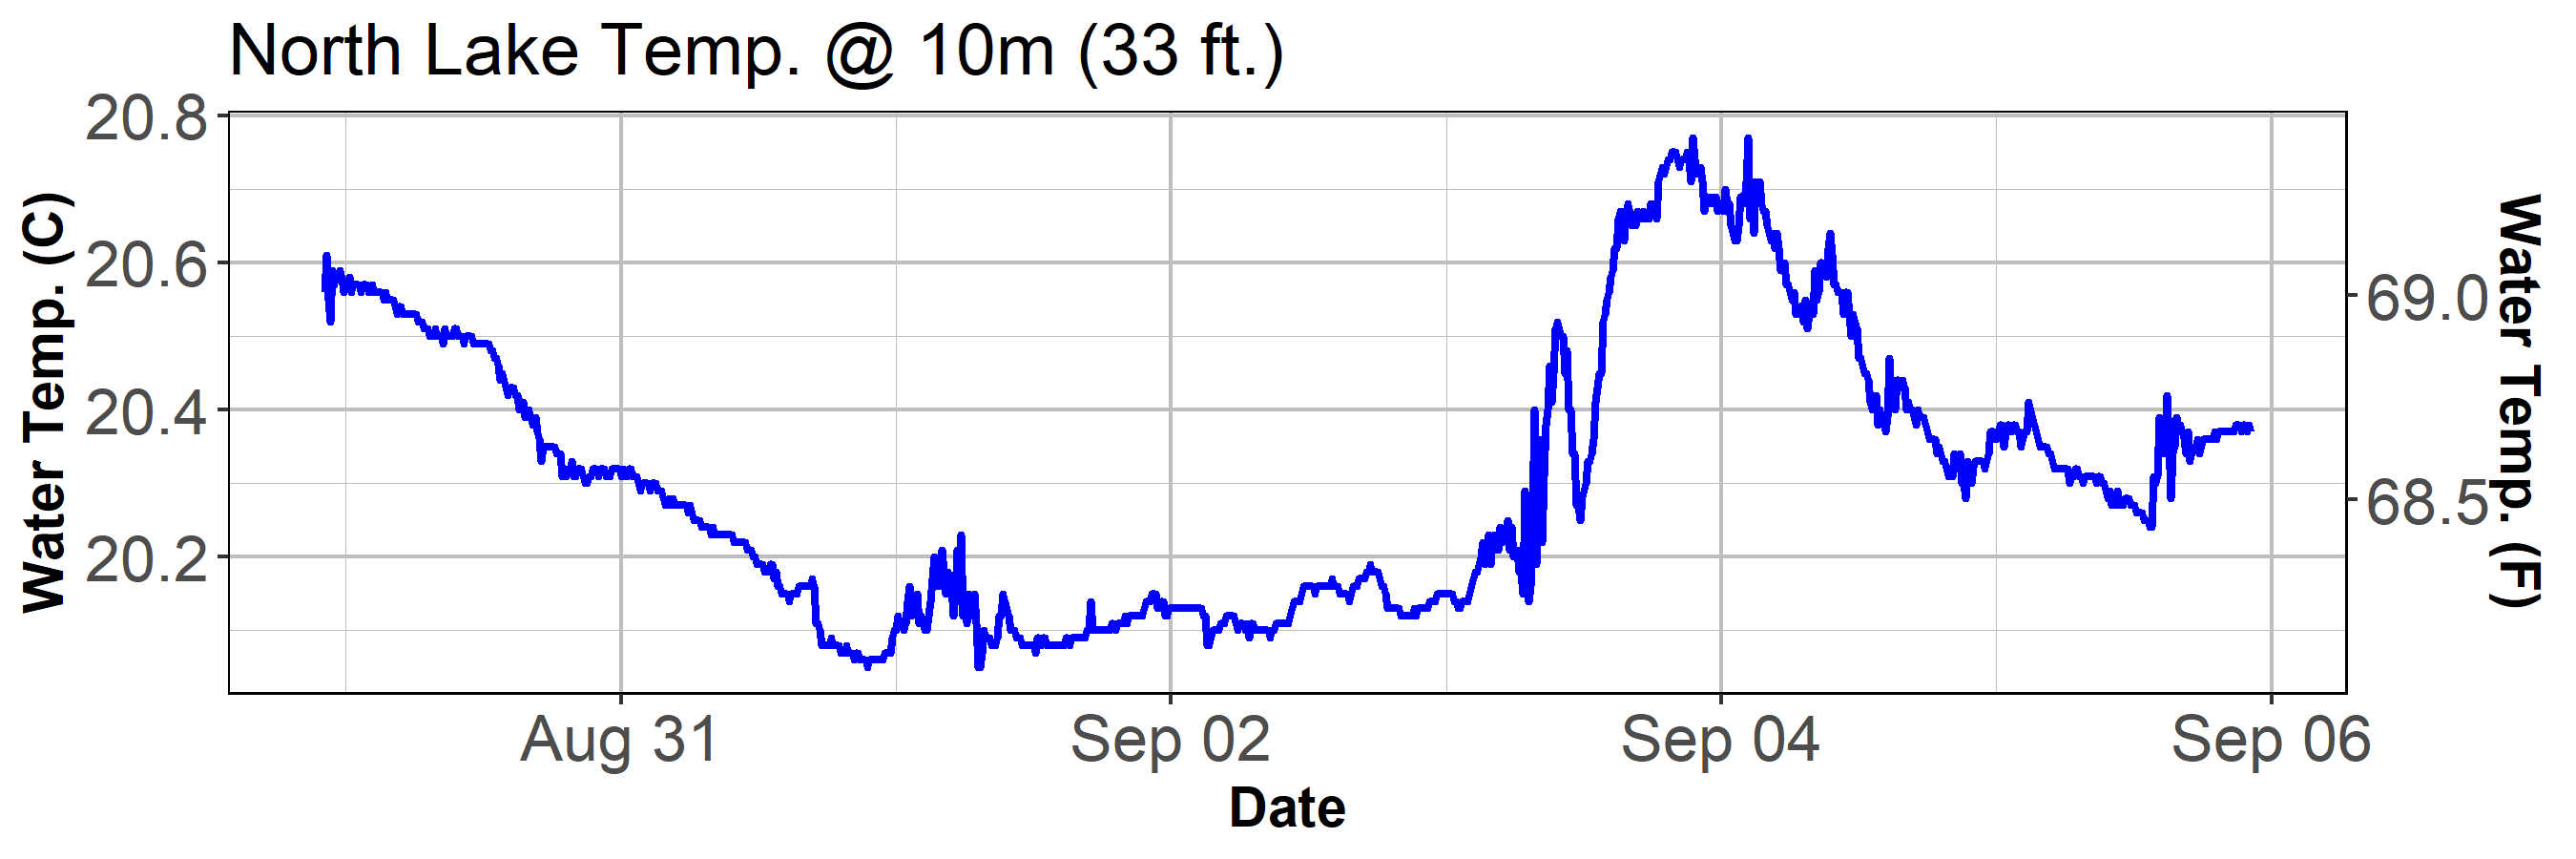 North Lake Temp. @ 10m (33 ft.)
Water Temp. (C)
20.8
20.6
20.4
20.2
69.0
68.5
Water Temp. (F)
Aug 31
Sep 02
Sep 04
Sep 06
Date